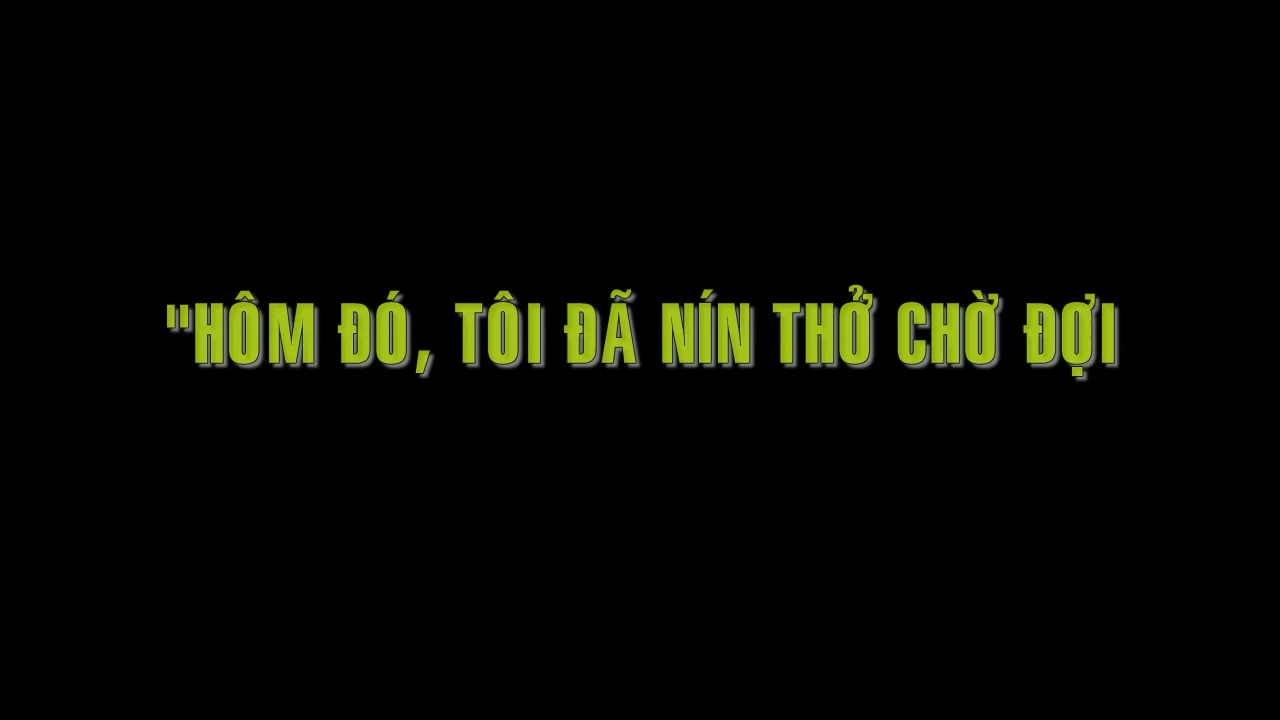 "HÔM ĐÓ, TÔI ĐÃ NÍN THỞ CHỜ ĐỢI